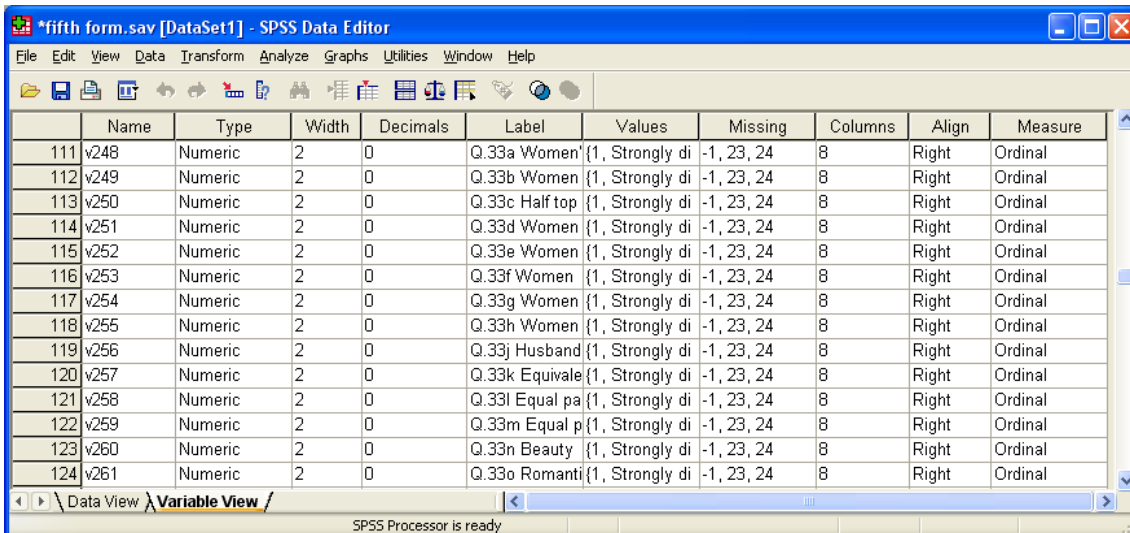 *fifth form.sav [DataSet1] - SPSS Data Editor
File Edit View Data Transform Analyze Graphs Utilities Window Help
Name Type Width Decimals Label Values Missing Columns Align Measure
111 v248 Numeric 2 0 Q.33a Women' {1, Strongly di -1, 23, 24 8 Right Ordinal
112 v249 Numeric 2 0 Q.33b Women {1, Strongly di -1, 23, 24 8 Right Ordinal
113 v250 Numeric 2 0 Q.33c Half top {1, Strongly di -1, 23, 24 8 Right Ordinal
114 v251 Numeric 2 0 Q.33d Women {1, Strongly di -1, 23, 24 8 Right Ordinal
115 v252 Numeric 2 0 Q.33e Women {1, Strongly di -1, 23, 24 8 Right Ordinal
116 v253 Numeric 2 0 Q.33f Women {1, Strongly di -1, 23, 24 8 Right Ordinal
117 v254 Numeric 2 0 Q.33g Women {1, Strongly di -1, 23, 24 8 Right Ordinal
118 v255 Numeric 2 0 Q.33h Women {1, Strongly di -1, 23, 24 8 Right Ordinal
119 v256 Numeric 2 0 Q.33j Husband {1, Strongly di -1, 23, 24 8 Right Ordinal
120 v257 Numeric 2 0 Q.33k Equivale {1, Strongly di -1, 23, 24 8 Right Ordinal
121 v258 Numeric 2 0 Q.33l Equal pa {1, Strongly di -1, 23, 24 8 Right Ordinal
122 v259 Numeric 2 0 Q.33m Equal p {1, Strongly di -1, 23, 24 8 Right Ordinal
123 v260 Numeric 2 0 Q.33n Beauty {1, Strongly di -1, 23, 24 8 Right Ordinal
124 v261 Numeric 2 0 Q.33o Romanti {1, Strongly di -1, 23, 24 8 Right Ordinal
Data View Variable View
SPSS Processor is ready